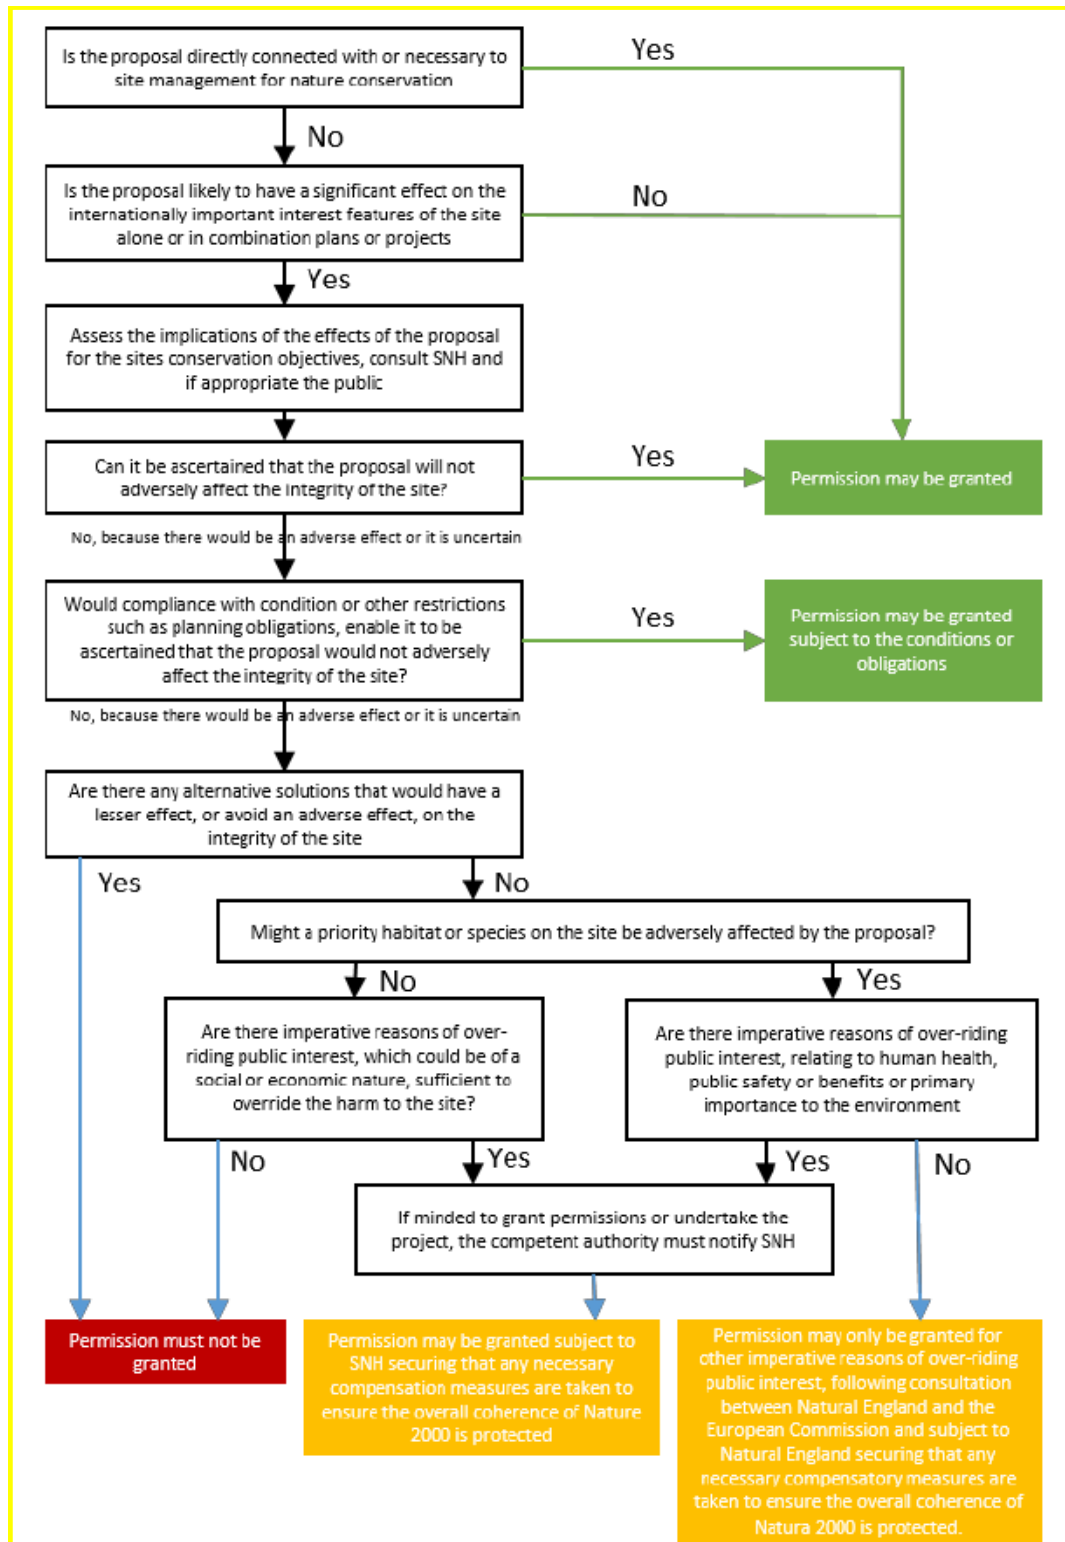 Is the proposal directly connected with or necessary to
site management for nature conservation
Yes
No
Is the proposal likely to have a significant effect on the
internationally important interest features of the site
alone or in combination plans or projects
No
Yes
Assess the implications of the effects of the proposal
for the sites conservation objectives, consult SNH and
if appropriate the public
Can it be ascertained that the proposal will not
adversely affect the integrity of the site?
Yes
Permission may be granted
No, because there would be an adverse effect or it is uncertain
Would compliance with condition or other restrictions
such as planning obligations, enable it to be
ascertained that the proposal would not adversely
affect the integrity of the site?
Yes
Permission may be granted
subject to the conditions or
obligations
No, because there would be an adverse effect or it is uncertain
Are there any alternative solutions that would have a
lesser effect, or avoid an adverse effect, on the
integrity of the site
Yes
No
Might a priority habitat or species on the site be adversely affected by the proposal?
No
Yes
Are there imperative reasons of over-
riding public interest, which could be of a
social or economic nature, sufficient to
override the harm to the site?
Are there imperative reasons of over-riding
public interest, relating to human health,
public safety or benefits or primary
importance to the environment
No
Yes
Yes
No
If minded to grant permissions or undertake the
project, the competent authority must notify SNH
Permission must not be
granted
Permission may be granted subject to
SNH securing that any necessary
compensation measures are taken to
ensure the overall coherence of Nature
2000 is protected
Permission may only be granted for
other imperative reasons of over-riding
public interest, following consultation
between Natural England and the
European Commission and subject to
Natural England securing that any
necessary compensatory measures are
taken to ensure the overall coherence of
Natura 2000 is protected.